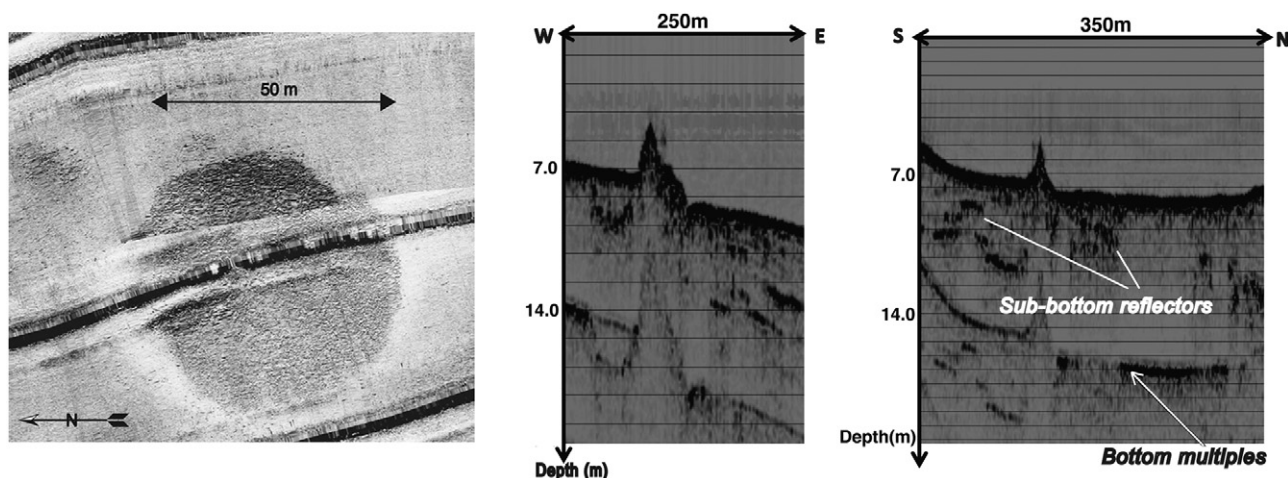 50 m
N
W
250m
E
7.0
14.0
Depth (m)
S
350m
N
7.0
14.0
Sub-bottom reflectors
Depth(m)
Bottom multiples